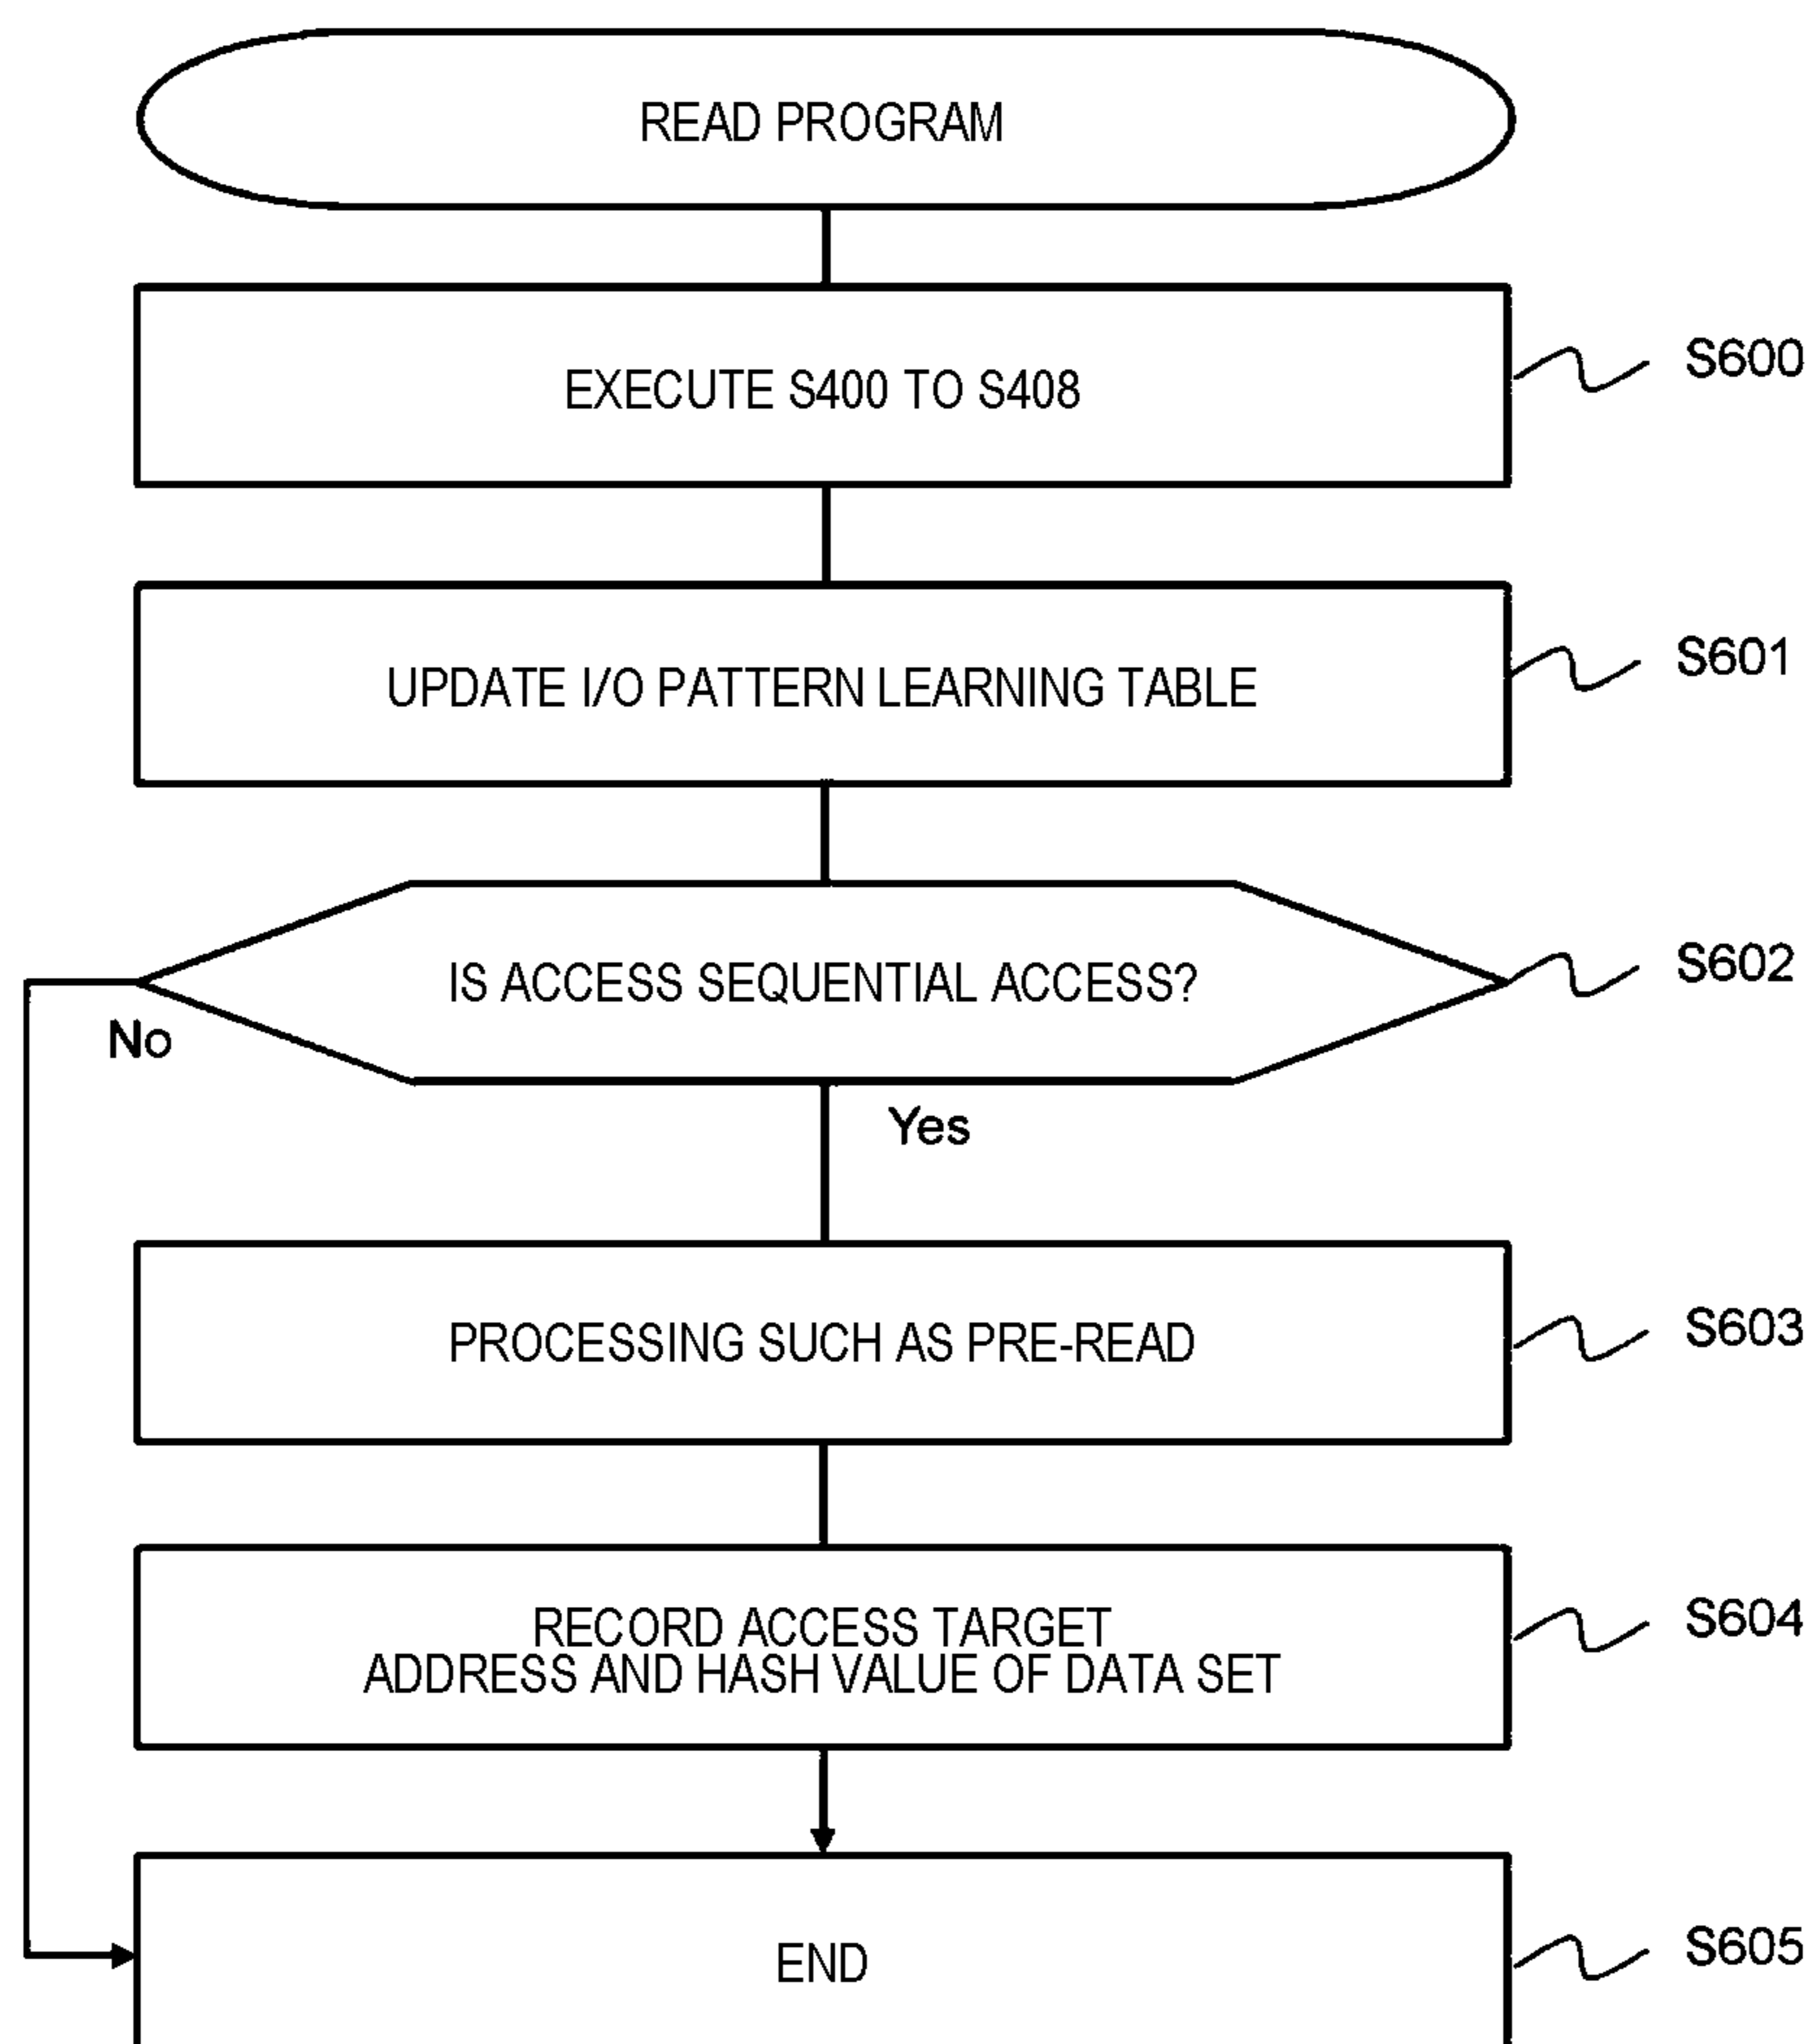 READ PROGRAM
EXECUTE S400 TO S408
S600
UPDATE I/O PATTERN LEARNING TABLE
S601
IS ACCESS SEQUENTIAL ACCESS?
S602
No
Yes
PROCESSING SUCH AS PRE-READ
S603
RECORD ACCESS TARGET
ADDRESS AND HASH VALUE OF DATA SET
S604
END
S605